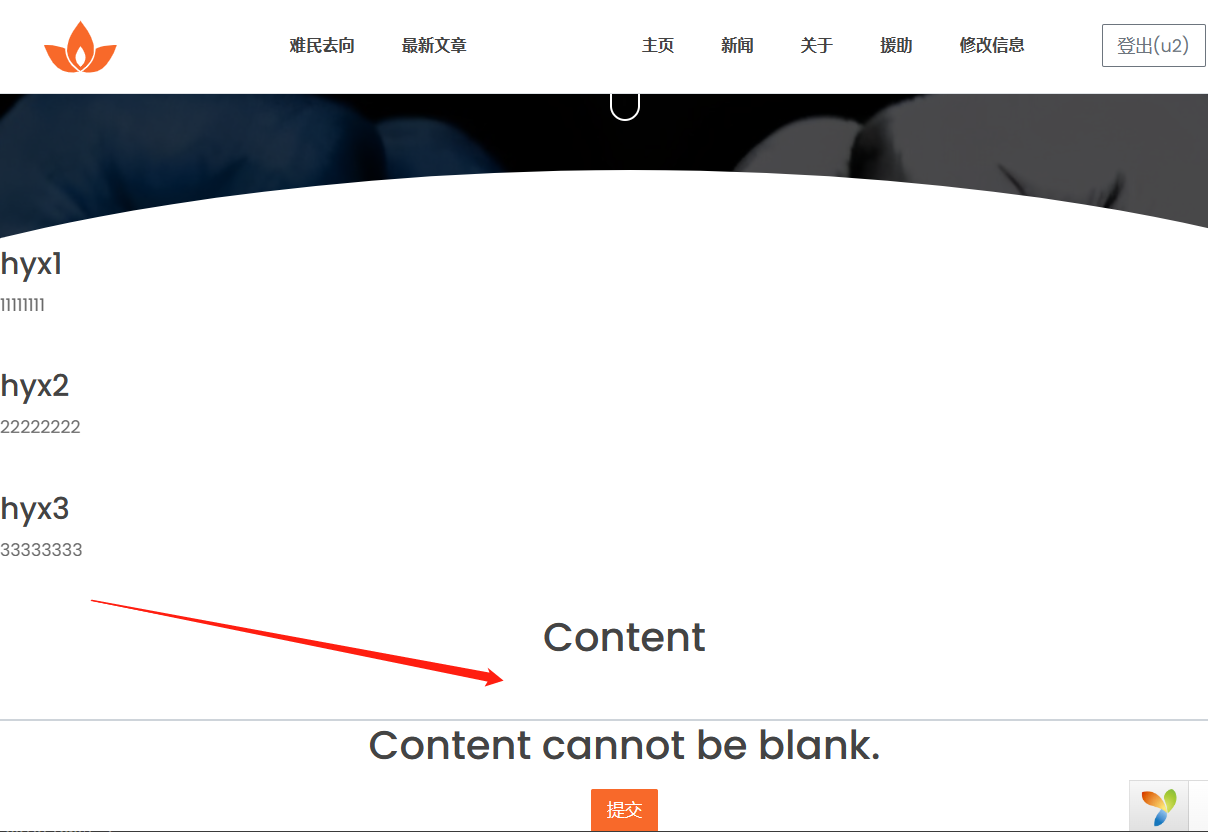 难民去向 最新文章 主页 新闻 关于 援助 修改信息 登出(u2)
hyx1
11111111
hyx2
22222222
hyx3
33333333
Content
Content cannot be blank.
提交